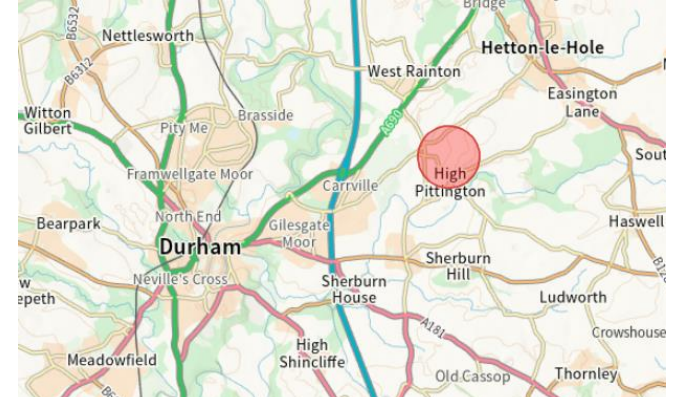 Bridge
B6532
Nettlesworth
Hetton-le-Hole
West Rainton
B6312
Easington
Lane
Witton
Gilbert
Brasside
A690
Pity Me
Sout
Framwellgate Moor
High
Pittington
Carrville
North End
Bearpark
Gilesgate
Moor
Haswell
Durham
Sherburn
Hill
Neville's Cross
Sherburn
House
w
epeth
Ludworth
A181
Crowshouse
High
Shincliffe
Meadowfield
Old Cassop
Thornley